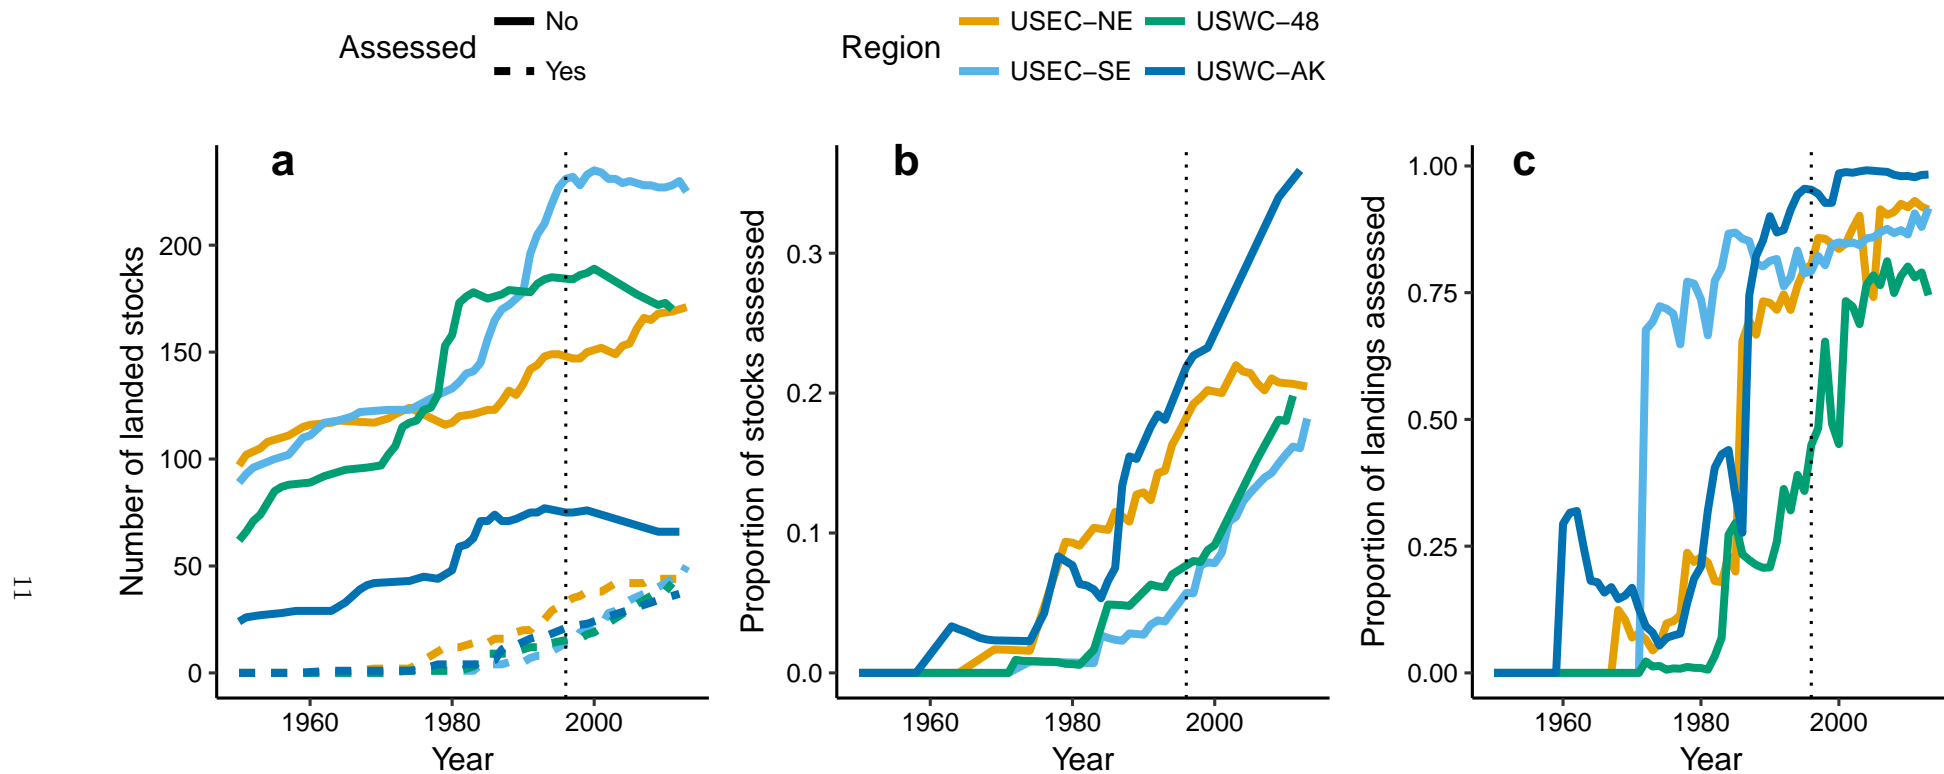 Assessed
No
Yes
Region
USEC−NE
USWC−48
USEC−SE
USWC−AK
a
Number of landed stocks
200
150
100
50
0
1960 1980 2000
Year
b
Proportion of stocks assessed
0.3
0.2
0.1
0.0
1960 1980 2000
Year
c
Proportion of landings assessed
1.00
0.75
0.50
0.25
0.00
1960 1980 2000
Year
11